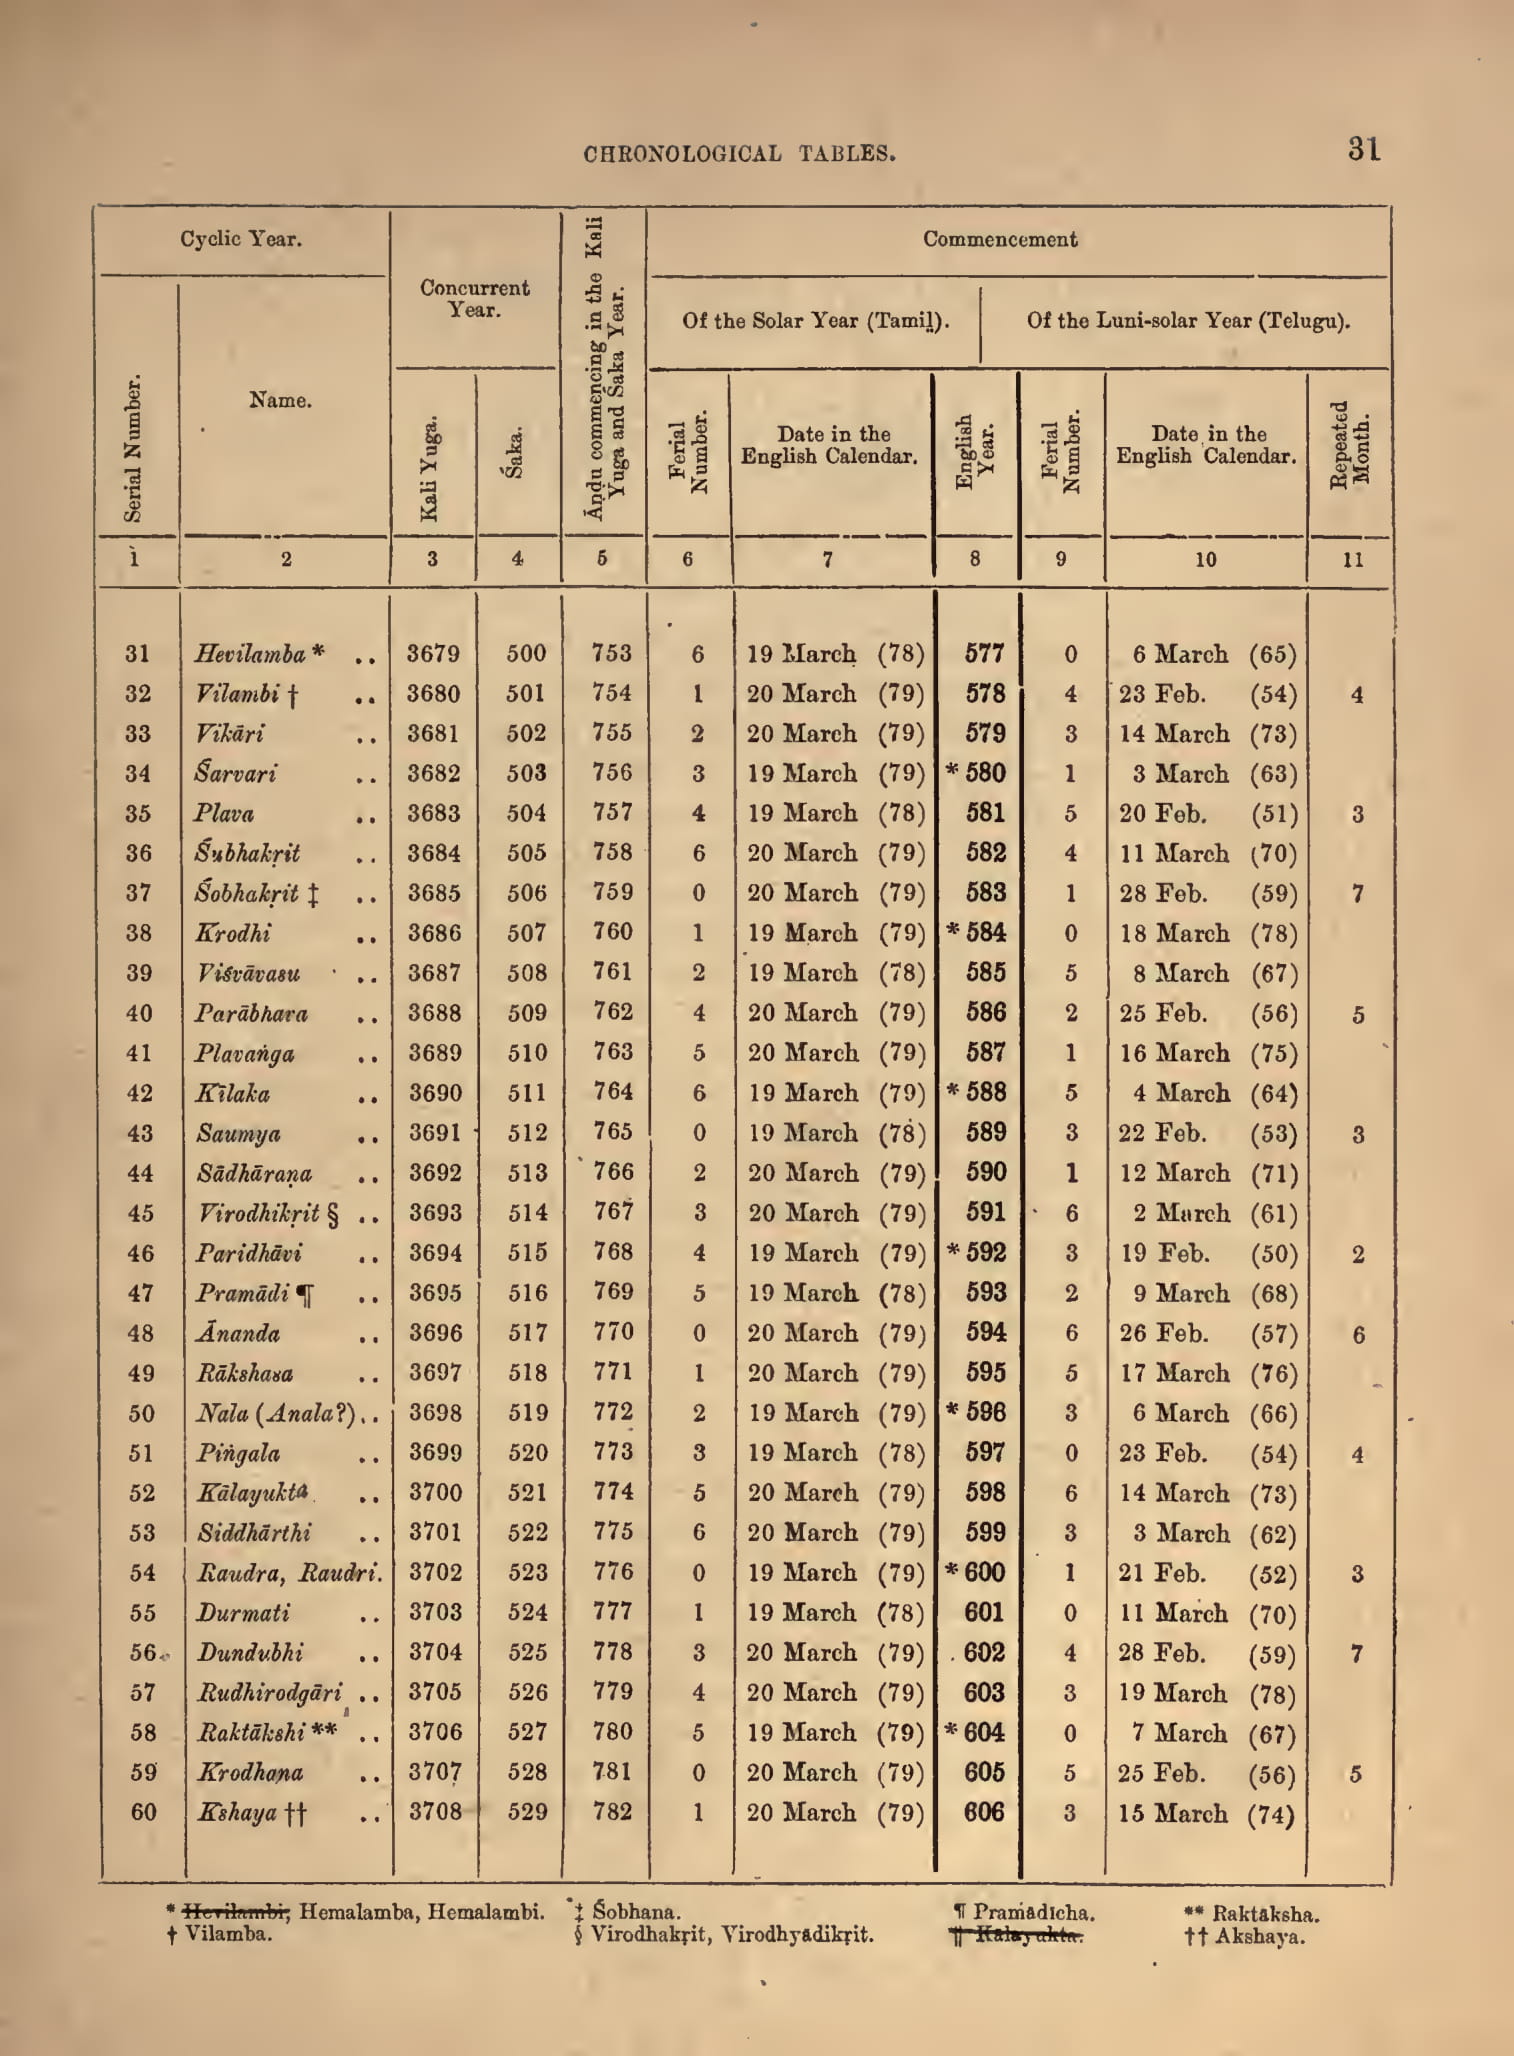 CHRONOLOGICAL TABLES. 31
Cyclic Year.
Concurrent Year.
Āṇḍu commencing in the Kali Yuga and Śaka Year.
Commencement
Of the Solar Year (Tamiḻ).
Of the Luni-solar Year (Telugu).
Serial Number.
Name.
Kali Yuga.
Śaka.
Ferial Number.
Date in the English Calendar.
English Year.
Ferial Number.
Date in the English Calendar.
Repeated Month.
1 2 3 4 5 6 7 8 9 10 11
31 Hevilamba * .. 3679 500 753 6 19 March (78) 577 0 6 March (65)
32 Vilambi † .. 3680 501 754 1 20 March (79) 578 4 23 Feb. (54) 4
33 Vikāri .. 3681 502 755 2 20 March (79) 579 3 14 March (73)
34 Śarvari .. 3682 503 756 3 19 March (79) * 580 1 3 March (63)
35 Plava .. 3683 504 757 4 19 March (78) 581 5 20 Feb. (51) 3
36 Śubhakṛit .. 3684 505 758 6 20 March (79) 582 4 11 March (70)
37 Śobhakṛit ‡ .. 3685 506 759 0 20 March (79) 583 1 28 Feb. (59) 7
38 Krodhi .. 3686 507 760 1 19 March (79) * 584 0 18 March (78)
39 Viśvāvasu .. 3687 508 761 2 19 March (78) 585 5 8 March (67)
40 Parābhava .. 3688 509 762 4 20 March (79) 586 2 25 Feb. (56) 5
41 Plavaṅga .. 3689 510 763 5 20 March (79) 587 1 16 March (75)
42 Kīlaka .. 3690 511 764 6 19 March (79) * 588 5 4 March (64)
43 Saumya .. 3691 512 765 0 19 March (78) 589 3 22 Feb. (53) 3
44 Sādhāraṇa .. 3692 513 766 2 20 March (79) 590 1 12 March (71)
45 Virodhikṛit § .. 3693 514 767 3 20 March (79) 591 6 2 March (61)
46 Paridhāvi .. 3694 515 768 4 19 March (79) * 592 3 19 Feb. (50) 2
47 Pramādi ¶ .. 3695 516 769 5 19 March (78) 593 2 9 March (68)
48 Ānanda .. 3696 517 770 0 20 March (79) 594 6 26 Feb. (57) 6
49 Rākshasa .. 3697 518 771 1 20 March (79) 595 5 17 March (76)
50 Nala (Anala?).. 3698 519 772 2 19 March (79) * 596 3 6 March (66)
51 Piṅgala .. 3699 520 773 3 19 March (78) 597 0 23 Feb. (54) 4
52 Kālayukta .. 3700 521 774 5 20 March (79) 598 6 14 March (73)
53 Siddhārthi .. 3701 522 775 6 20 March (79) 599 3 3 March (62)
54 Raudra, Raudri. 3702 523 776 0 19 March (79) * 600 1 21 Feb. (52) 3
55 Durmati .. 3703 524 777 1 19 March (78) 601 0 11 March (70)
56 Dundubhi .. 3704 525 778 3 20 March (79) 602 4 28 Feb. (59) 7
57 Rudhirodgāri .. 3705 526 779 4 20 March (79) 603 3 19 March (78)
58 Raktākshi ** .. 3706 527 780 5 19 March (79) * 604 0 7 March (67)
59 Krodhana .. 3707 528 781 0 20 March (79) 605 5 25 Feb. (56) 5
60 Kshaya †† .. 3708 529 782 1 20 March (79) 606 3 15 March (74)
* Hevilambi, Hemalamba, Hemalambi. ‡ Śobhana. ¶ Pramādicha. ** Raktāksha.
† Vilamba. § Virodhakṛit, Virodhyādikṛit. ¶ Kālayukta. †† Akshaya.